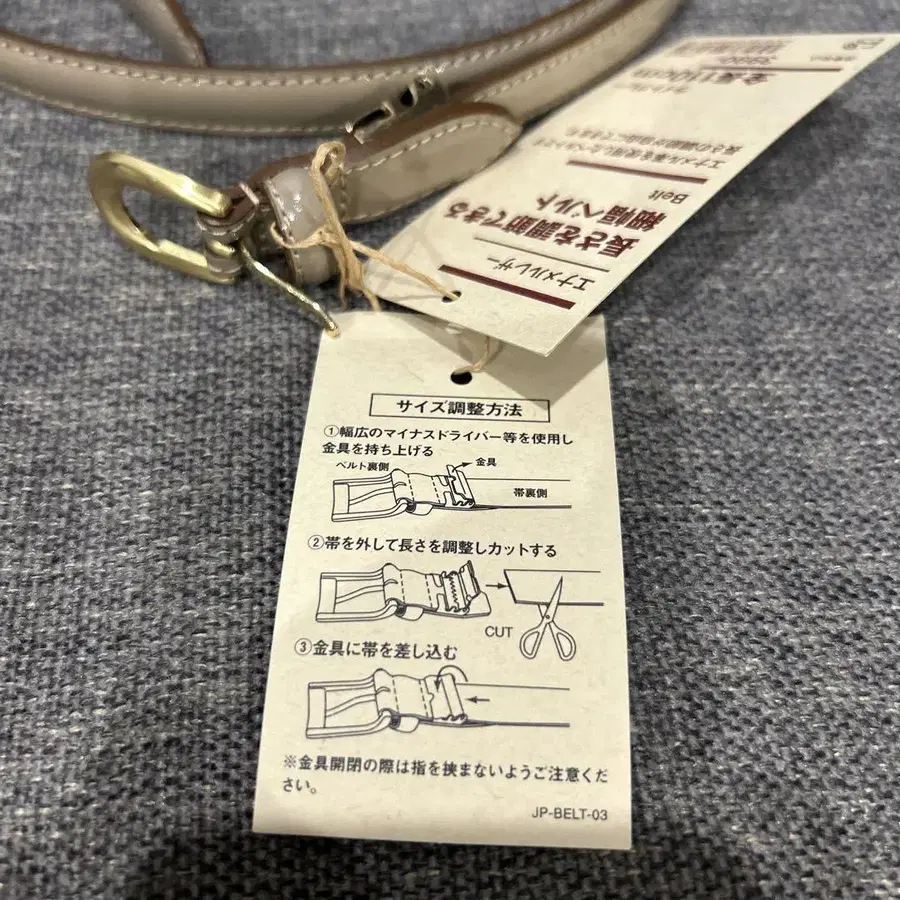 エナメルレザー
長さを調節できる
細幅ベルト
Belt
サイズ調整方法
①幅広のマイナスドライバー等を使用し
金具を持ち上げる
ベルト裏側
金具
帯裏側
②帯を外して長さを調整しカットする
CUT
③金具に帯を差し込む
※金具開閉の際は指を挟まないようご注意くだ
さい。
JP-BELT-03